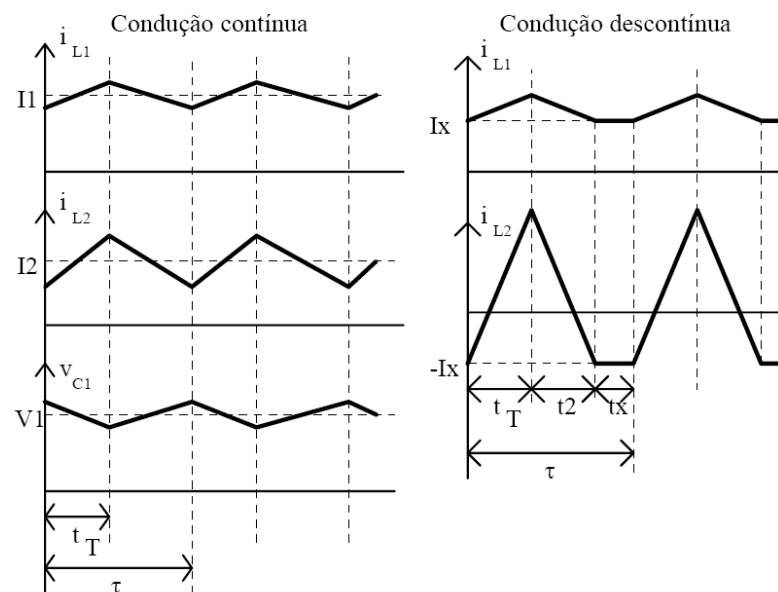 Condução contínua
i L1
I1
i L2
I2
v C1
V1
t T
τ
Condução descontínua
i L1
Ix
i L2
-Ix
t T
t2
tx
τ